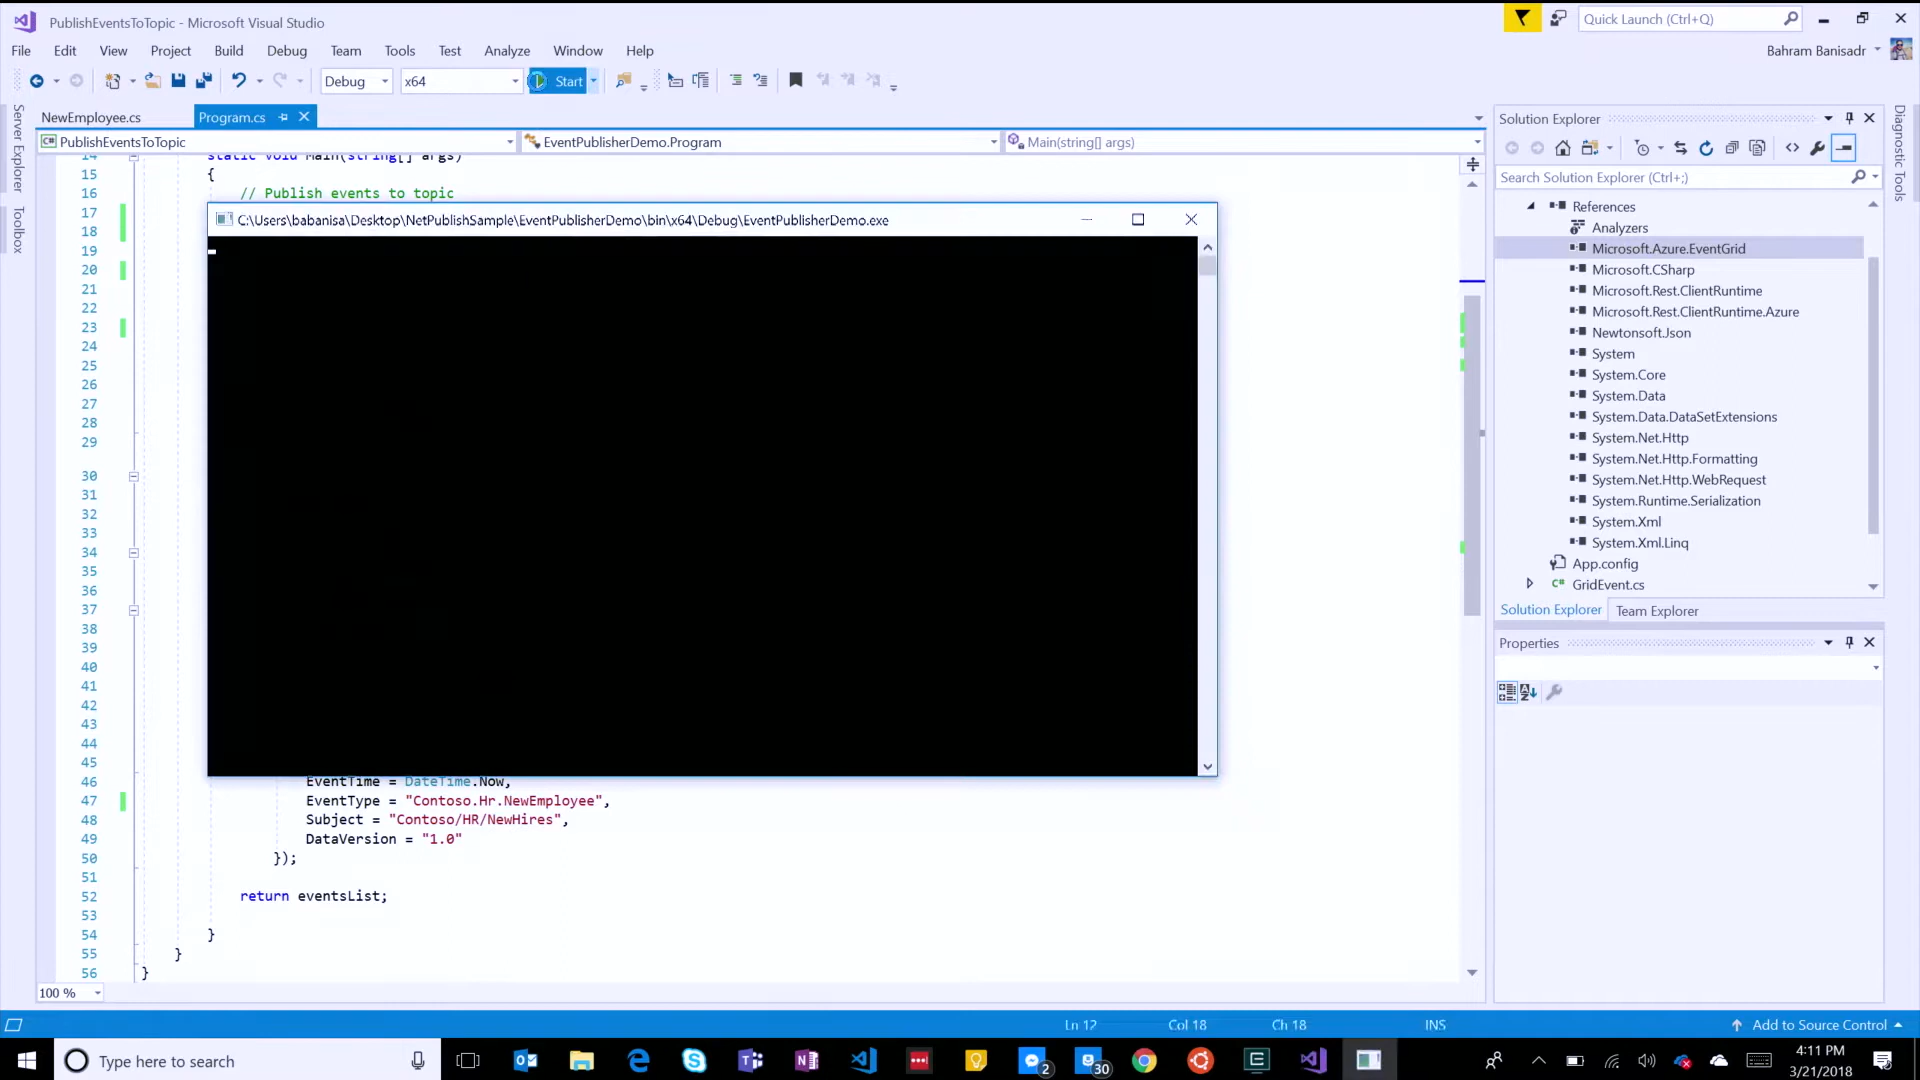 PublishEventsToTopic - Microsoft Visual Studio
Quick Launch (Ctrl+Q)
File Edit View Project Build Debug Team Tools Test Analyze Window Help
Bahram Banisadr
Debug x64 Start
Server Explorer
Toolbox
NewEmployee.cs Program.cs
PublishEventsToTopic EventPublisherDemo.Program Main(string[] args)
14 static void Main(string[] args)
15 {
16 // Publish events to topic
17
18
19
20
21
22
23
24
25
26
27
28
29
30
31
32
33
34
35
36
37
38
39
40
41
42
43
44
45
46 EventTime = DateTime.Now,
47 EventType = "Contoso.Hr.NewEmployee",
48 Subject = "Contoso/HR/NewHires",
49 DataVersion = "1.0"
50 });
51
52 return eventsList;
53
54 }
55 }
56 }
C:\Users\babanisa\Desktop\NetPublishSample\EventPublisherDemo\bin\x64\Debug\EventPublisherDemo.exe
100 %
Solution Explorer
Search Solution Explorer (Ctrl+;)
References
Analyzers
Microsoft.Azure.EventGrid
Microsoft.CSharp
Microsoft.Rest.ClientRuntime
Microsoft.Rest.ClientRuntime.Azure
Newtonsoft.Json
System
System.Core
System.Data
System.Data.DataSetExtensions
System.Net.Http
System.Net.Http.Formatting
System.Net.Http.WebRequest
System.Runtime.Serialization
System.Xml
System.Xml.Linq
App.config
C# GridEvent.cs
Solution Explorer Team Explorer
Properties
Diagnostic Tools
Ln 12 Col 18 Ch 18 INS Add to Source Control
Type here to search
2
30
4:11 PM
3/21/2018